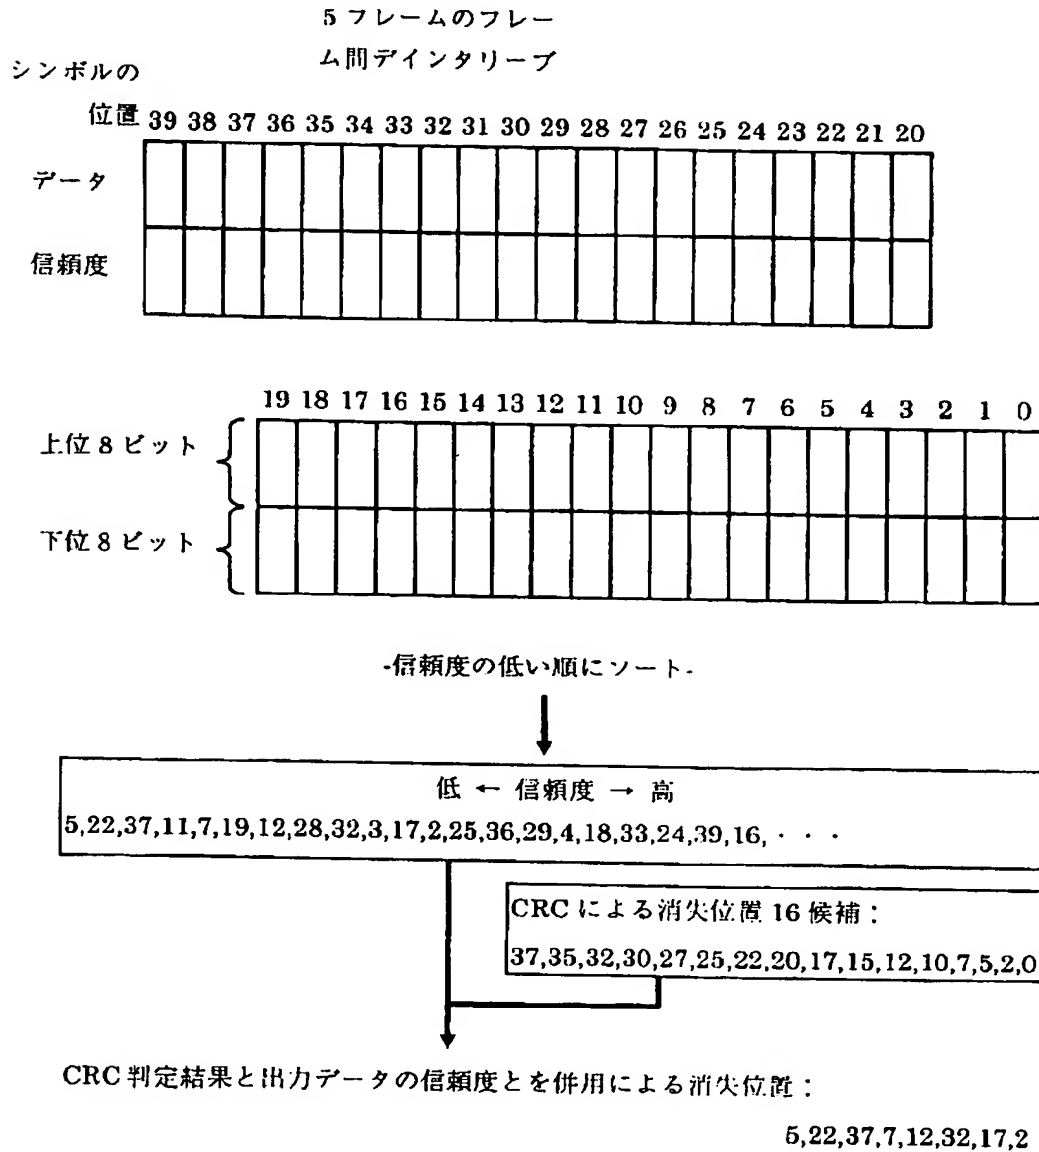 5 フレームのフレー
ム間デインタリーブ
シンボルの
位置 39 38 37 36 35 34 33 32 31 30 29 28 27 26 25 24 23 22 21 20
データ
信頼度
19 18 17 16 15 14 13 12 11 10 9 8 7 6 5 4 3 2 1 0
上位 8 ビット
下位 8 ビット
-信頼度の低い順にソート-
低 ← 信頼度 → 高
5,22,37,11,7,19,12,28,32,3,17,2,25,36,29,4,18,33,24,39,16, · · ·
CRC による消失位置 16 候補：
37,35,32,30,27,25,22,20,17,15,12,10,7,5,2,0
CRC 判定結果と出力データの信頼度とを併用による消失位置：
5,22,37,7,12,32,17,2